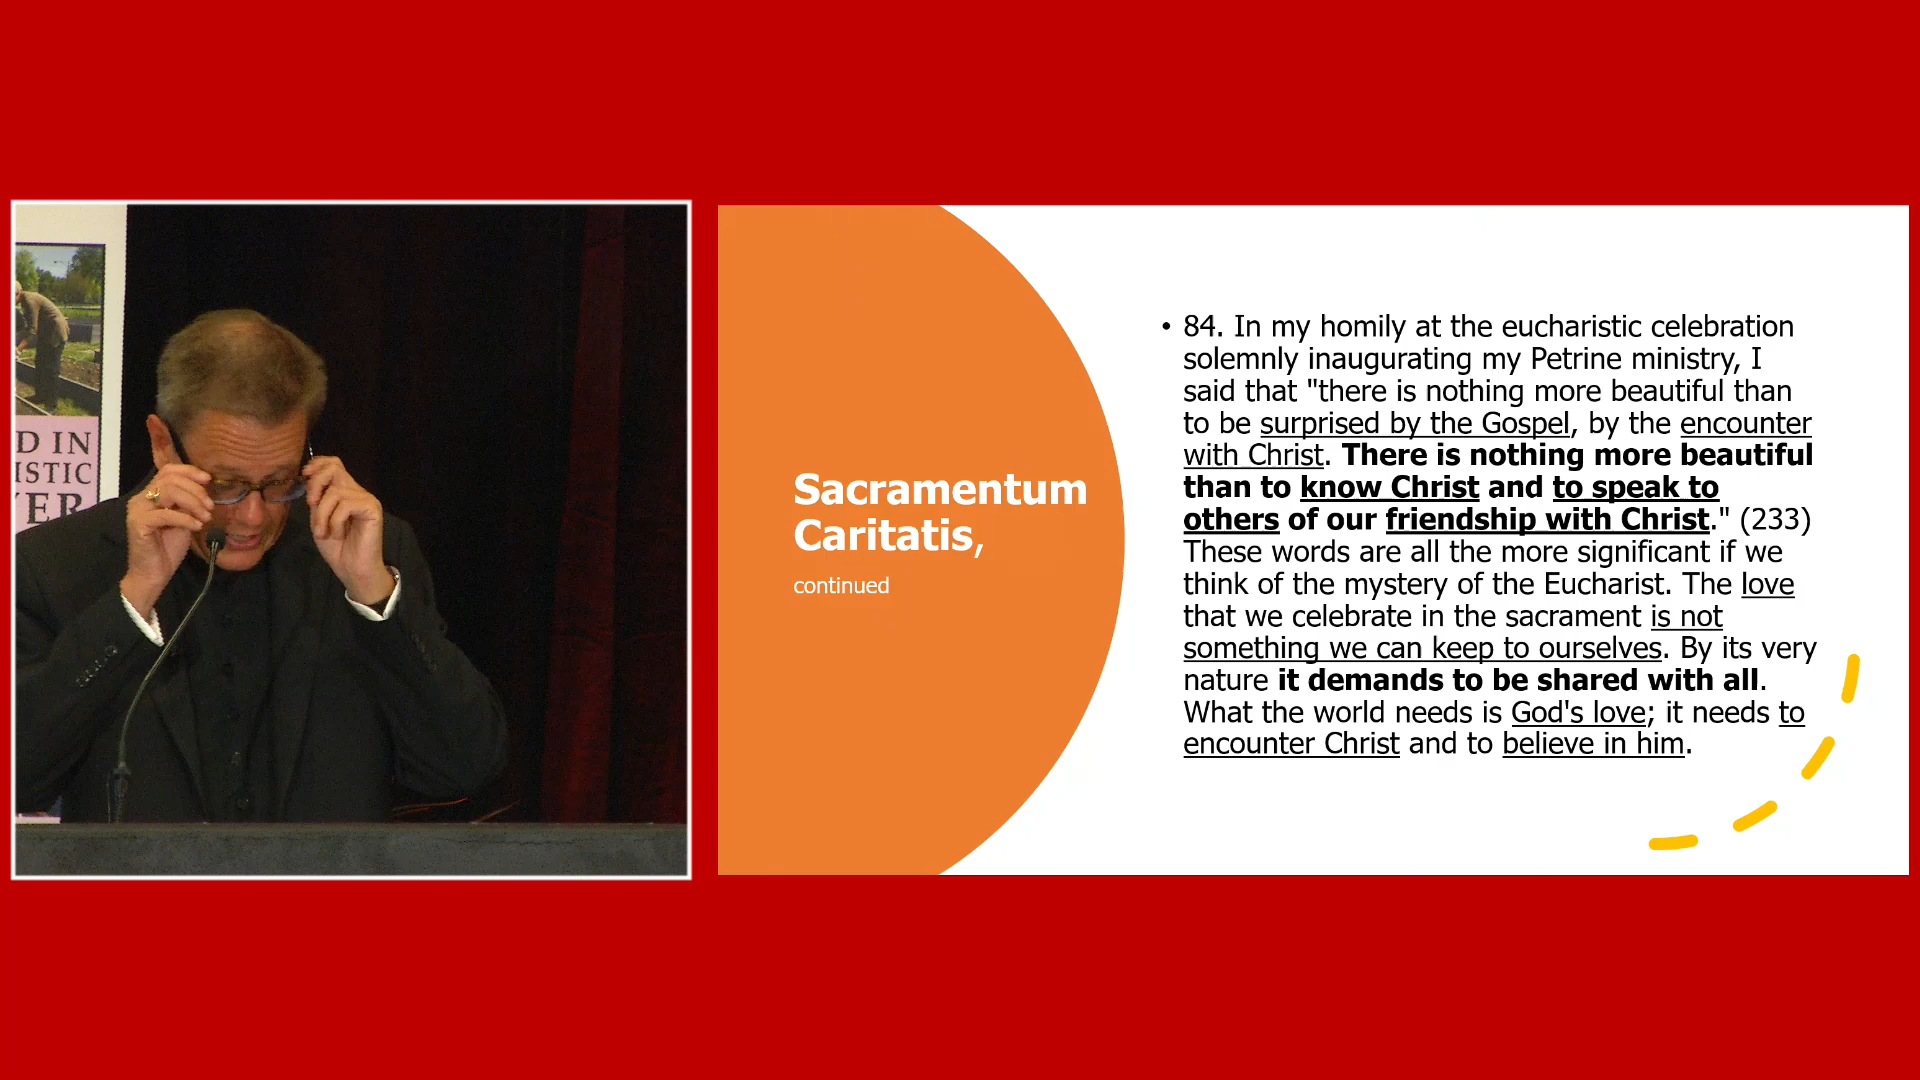 D IN
ISTIC
ER
Sacramentum
Caritatis,
continued
• 84. In my homily at the eucharistic celebration
solemnly inaugurating my Petrine ministry, I
said that "there is nothing more beautiful than
to be surprised by the Gospel, by the encounter
with Christ. There is nothing more beautiful
than to know Christ and to speak to
others of our friendship with Christ." (233)
These words are all the more significant if we
think of the mystery of the Eucharist. The love
that we celebrate in the sacrament is not
something we can keep to ourselves. By its very
nature it demands to be shared with all.
What the world needs is God's love; it needs to
encounter Christ and to believe in him.